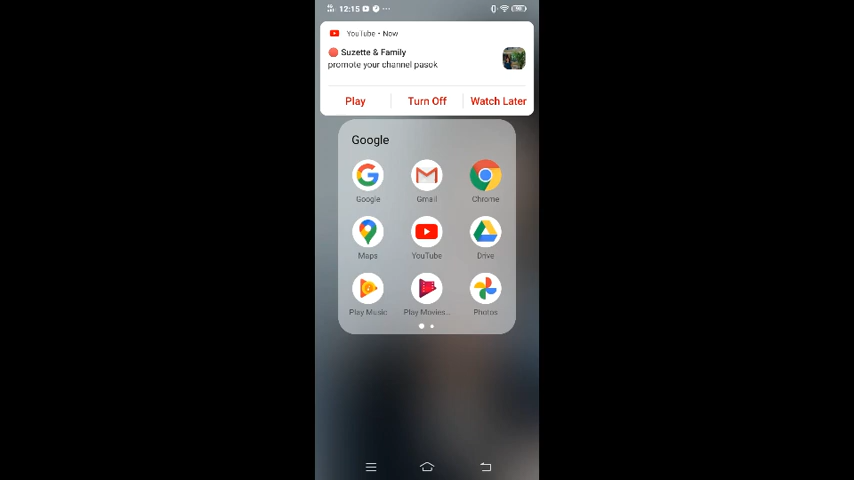 12:15
YouTube • Now
Suzette & Family
promote your channel pasok
Play Turn Off Watch Later
Google
Google Gmail Chrome
Maps YouTube Drive
Play Music Play Movies... Photos